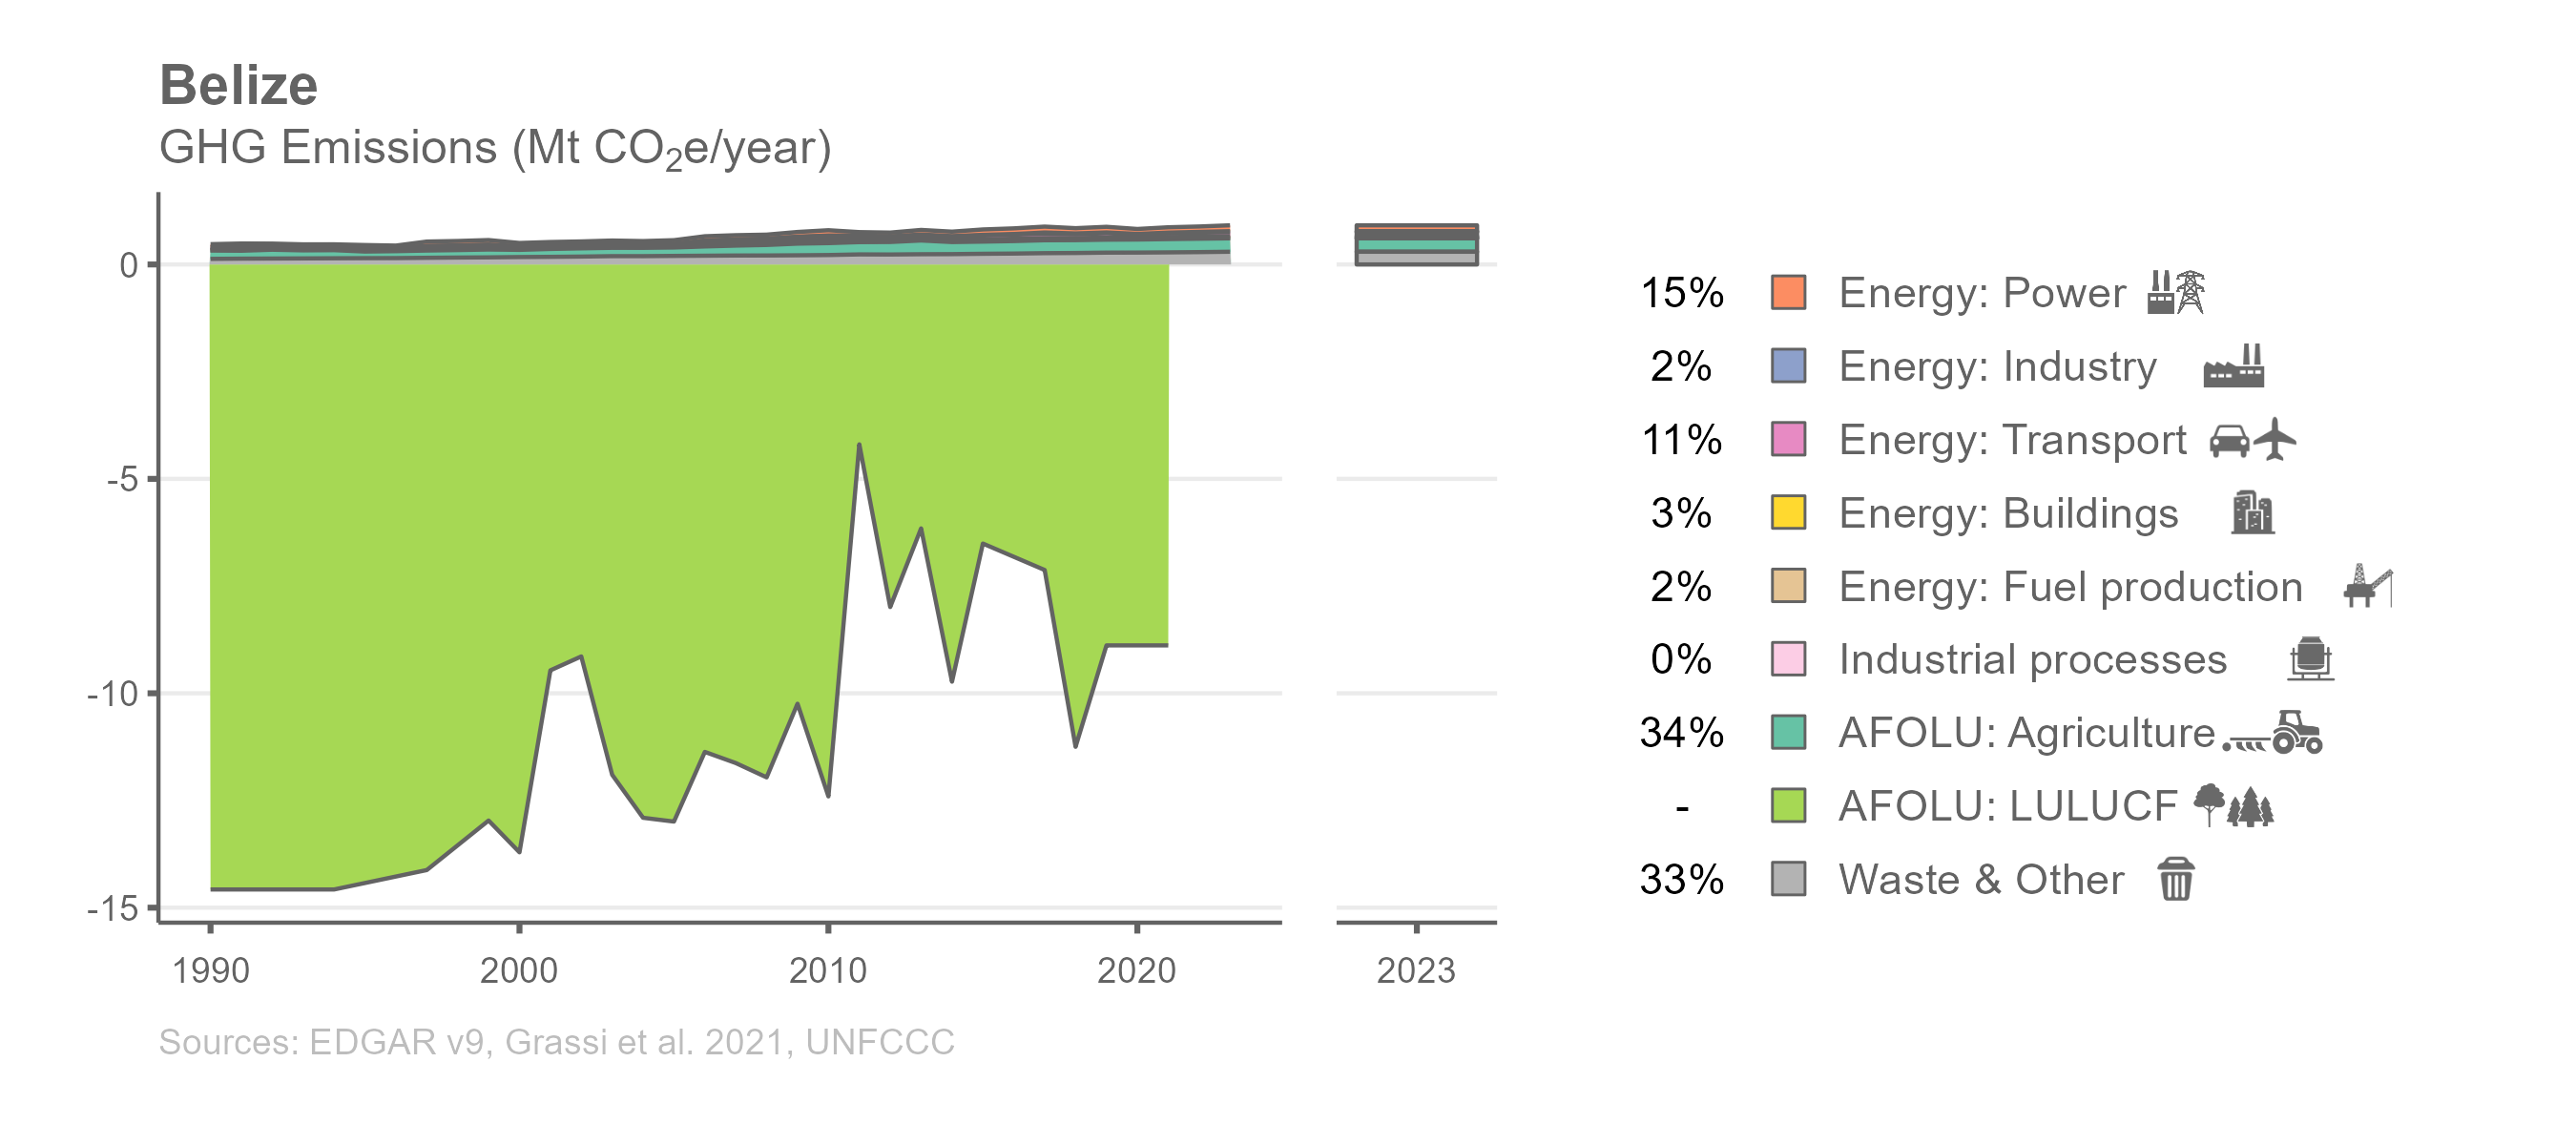 Belize
GHG Emissions (Mt CO₂e/year)
0
-5
-10
-15
1990 2000 2010 2020 2023
15% Energy: Power
2% Energy: Industry
11% Energy: Transport
3% Energy: Buildings
2% Energy: Fuel production
0% Industrial processes
34% AFOLU: Agriculture
- AFOLU: LULUCF
33% Waste & Other
Sources: EDGAR v9, Grassi et al. 2021, UNFCCC